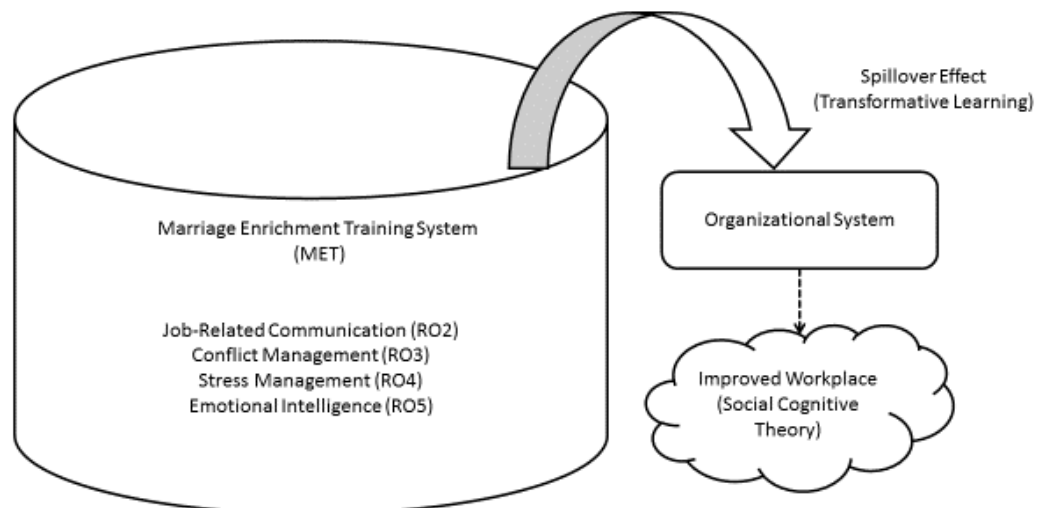 Spillover Effect
(Transformative Learning)
Marriage Enrichment Training System
(MET)
Organizational System
Job-Related Communication (RO2)
Conflict Management (RO3)
Stress Management (RO4)
Emotional Intelligence (RO5)
Improved Workplace
(Social Cognitive
Theory)